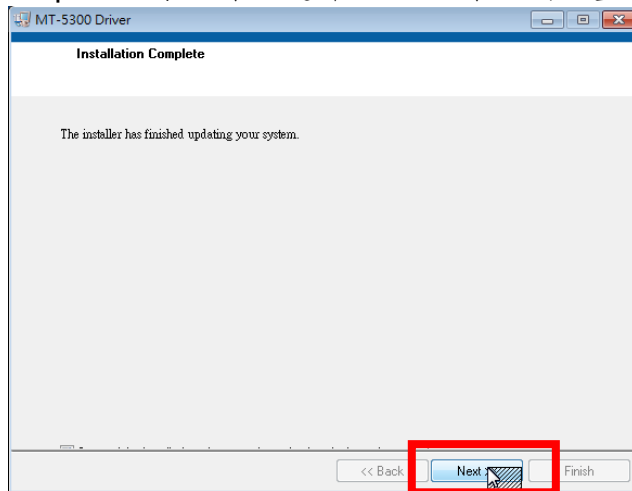 MT-5300 Driver
Installation Complete
The installer has finished updating your system.
<< Back
Next
Finish